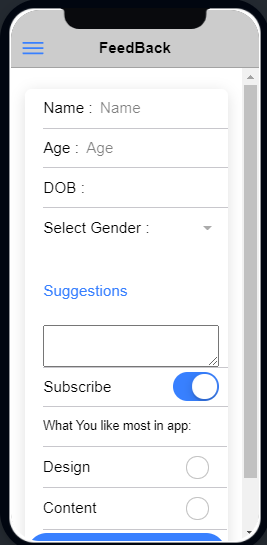 FeedBack
Name : Name
Age : Age
DOB :
Select Gender :
Suggestions
Subscribe
What You like most in app:
Design
Content